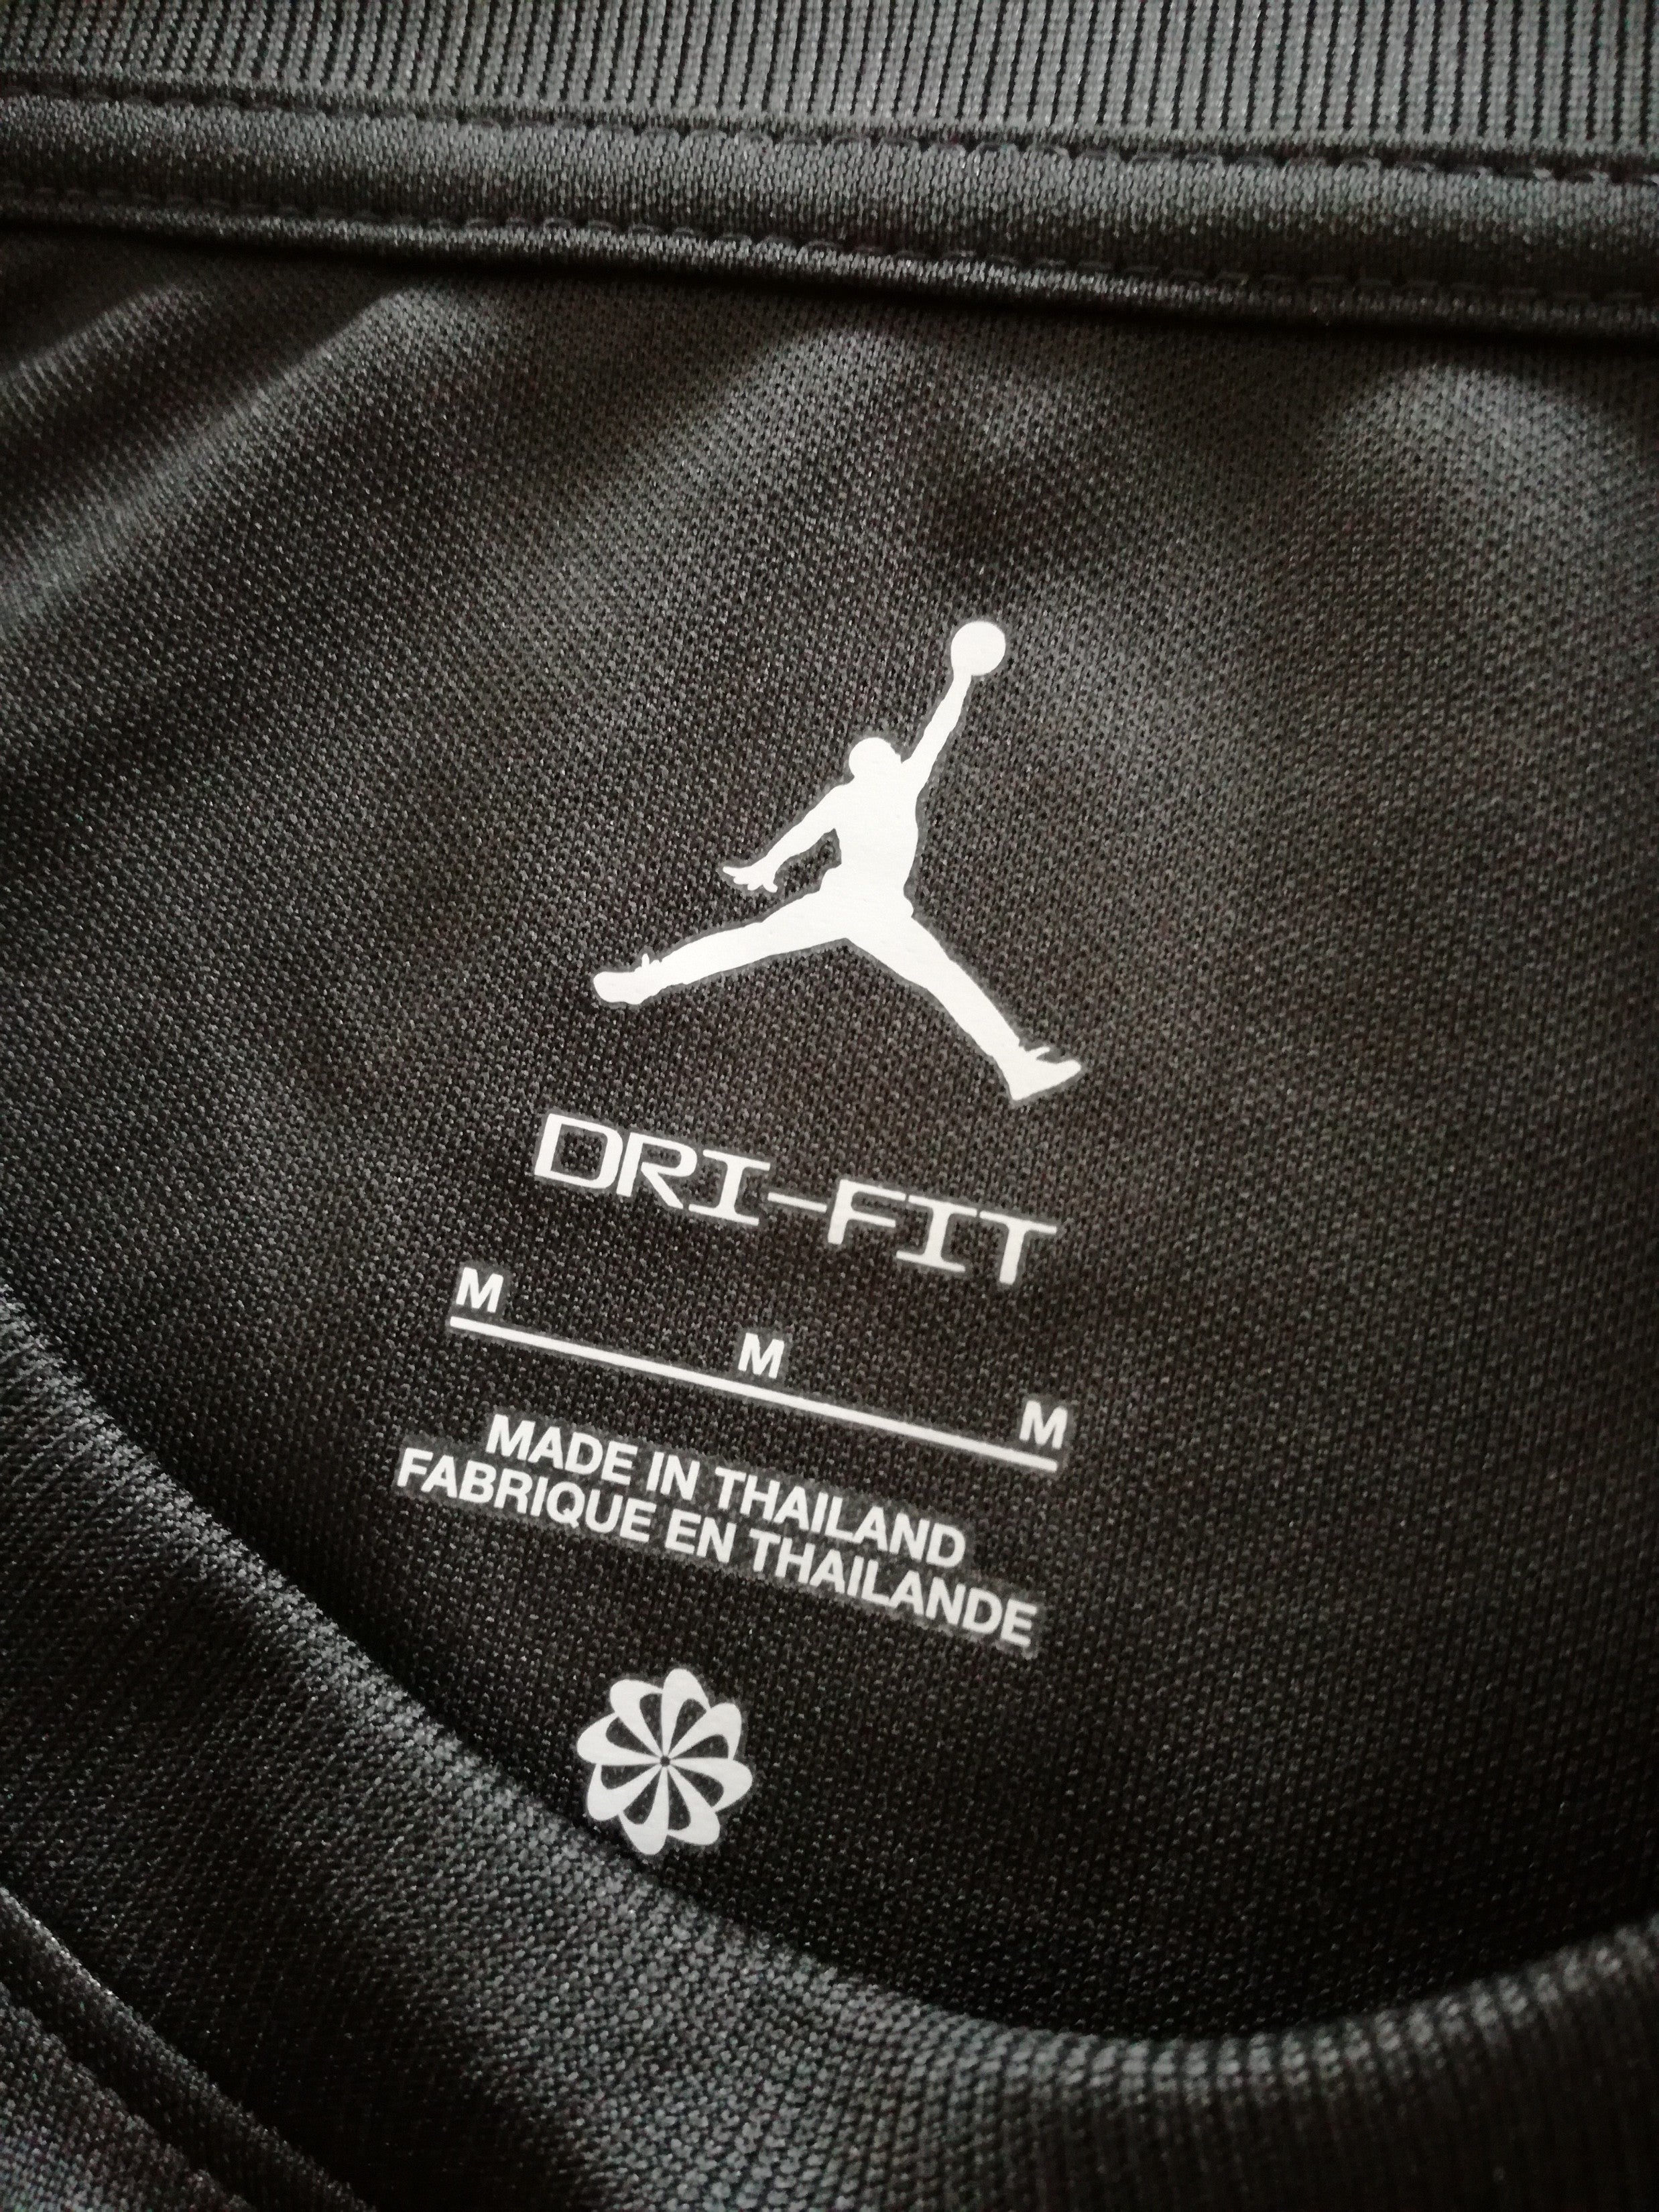 DRI-FIT
M M M
MADE IN THAILAND
FABRIQUE EN THAILANDE